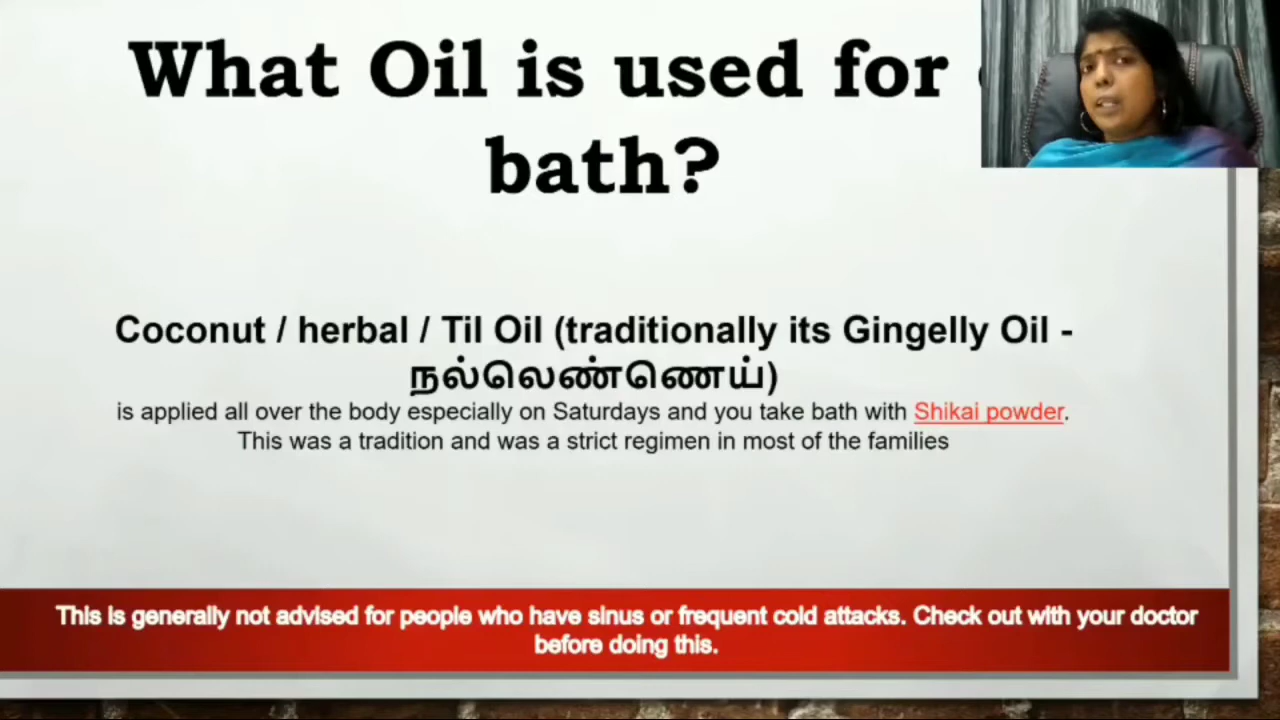 What Oil is used for
bath?
Coconut / herbal / Til Oil (traditionally its Gingelly Oil -
நல்லெண்ணெய்)
is applied all over the body especially on Saturdays and you take bath with Shikai powder.
This was a tradition and was a strict regimen in most of the families
This is generally not advised for people who have sinus or frequent cold attacks. Check out with your doctor
before doing this.